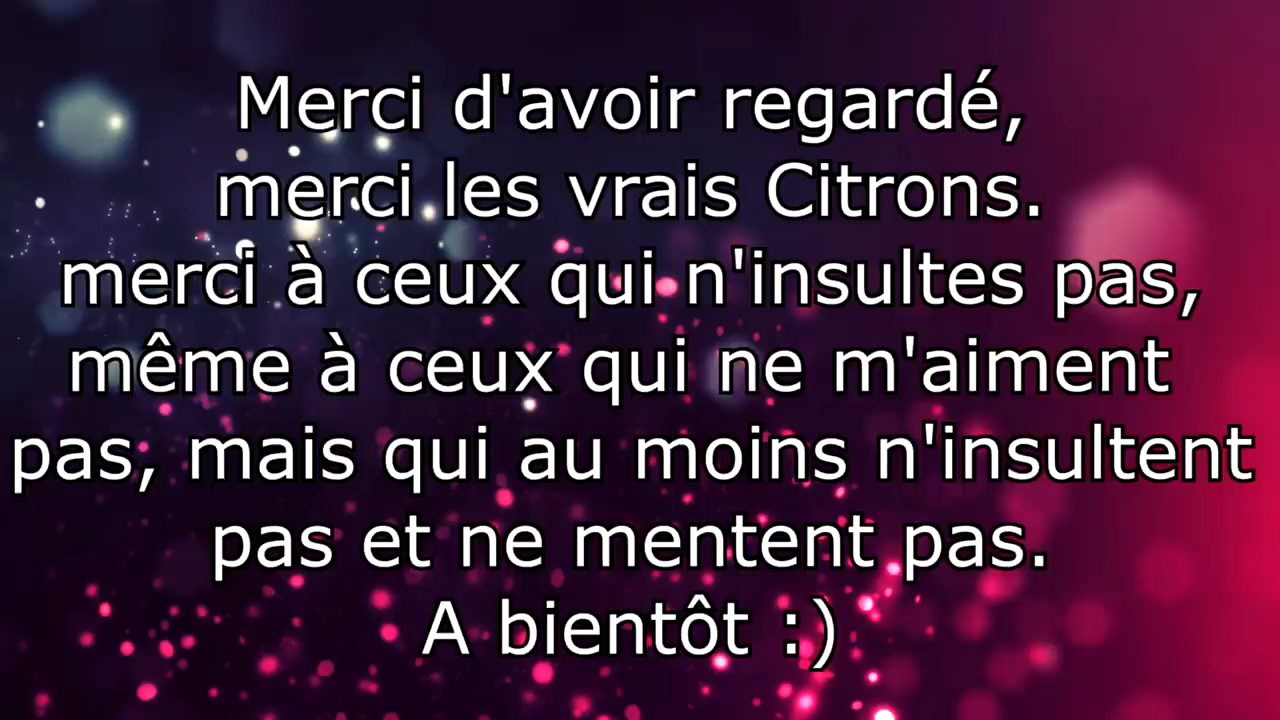 Merci d'avoir regardé,
merci les vrais Citrons.
merci à ceux qui n'insultes pas,
même à ceux qui ne m'aiment
pas, mais qui au moins n'insultent
pas et ne mentent pas.
A bientôt :)